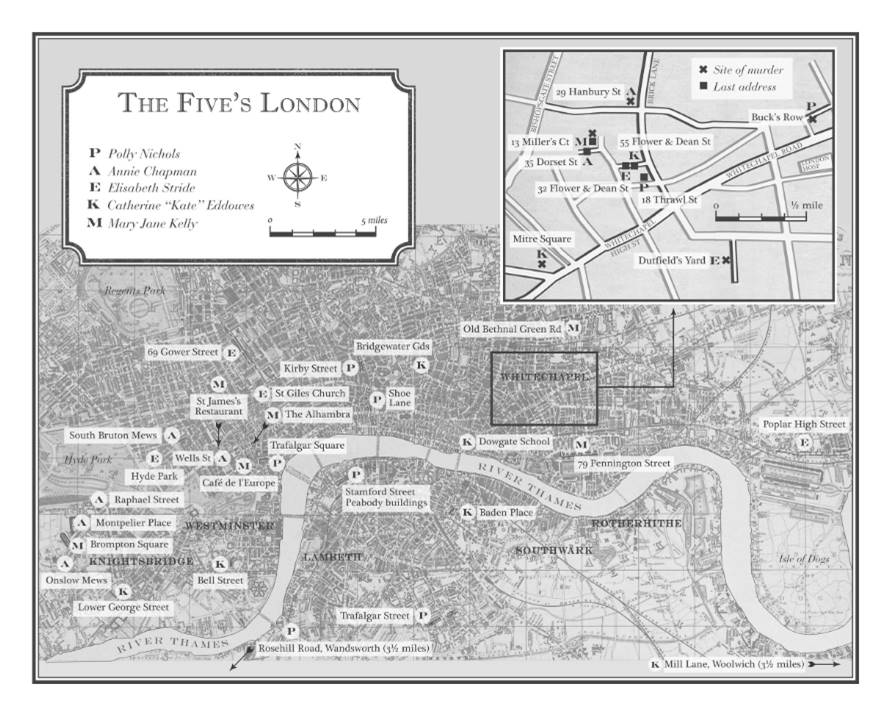 THE FIVE'S LONDON
P Polly Nichols
A Annie Chapman
E Elisabeth Stride
K Catherine "Kate" Eddowes
M Mary Jane Kelly
N
W E
S
0 5 miles
✖ Site of murder
■ Last address
BISHOPSGATE STREET
BRICK LANE
29 Hanbury St A
P
Buck's Row
13 Miller's Ct M
55 Flower & Dean St
K
35 Dorset St A
E
32 Flower & Dean St
P
18 Thrawl St
WHITECHAPEL ROAD
LONDON
HOSP
0 ½ mile
Mitre Square
K
WHITECHAPEL
HIGH ST
Dutfield's Yard E
Regents Park
Old Bethnal Green Rd M
69 Gower Street E
Bridgewater Gds
K
Kirby Street P
WHITECHAPEL
M
St James's
Restaurant
E St Giles Church
P Shoe
Lane
M The Alhambra
South Bruton Mews A
Hyde Park
E
Hyde Park
Wells St A
M
Café de l'Europe
Trafalgar Square
P
K Dowgate School
M
79 Pennington Street
Poplar High Street
E
RIVER THAMES
P
Stamford Street
Peabody buildings
A Raphael Street
A Montpelier Place
M Brompton Square
WESTMINSTER
K Baden Place
ROTHERHITHE
SOUTHWARK
LAMBETH
Isle of Dogs
A
KNIGHTSBRIDGE
Onslow Mews
K
Bell Street
K
Lower George Street
Trafalgar Street P
P
RIVER THAMES
Rosehill Road, Wandsworth (3½ miles)
K Mill Lane, Woolwich (3½ miles)